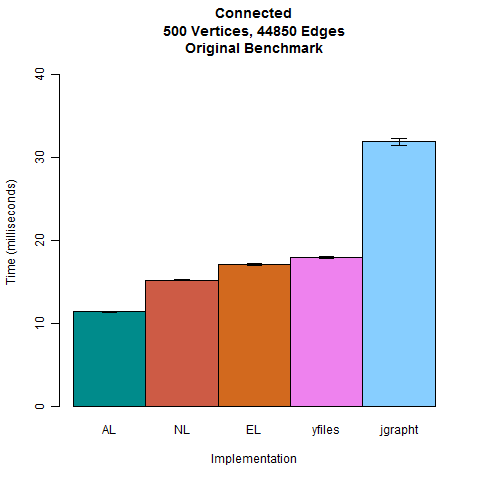 Connected
500 Vertices, 44850 Edges
Original Benchmark
Time (milliseconds)
40
30
20
10
0
AL NL EL yfiles jgrapht
Implementation